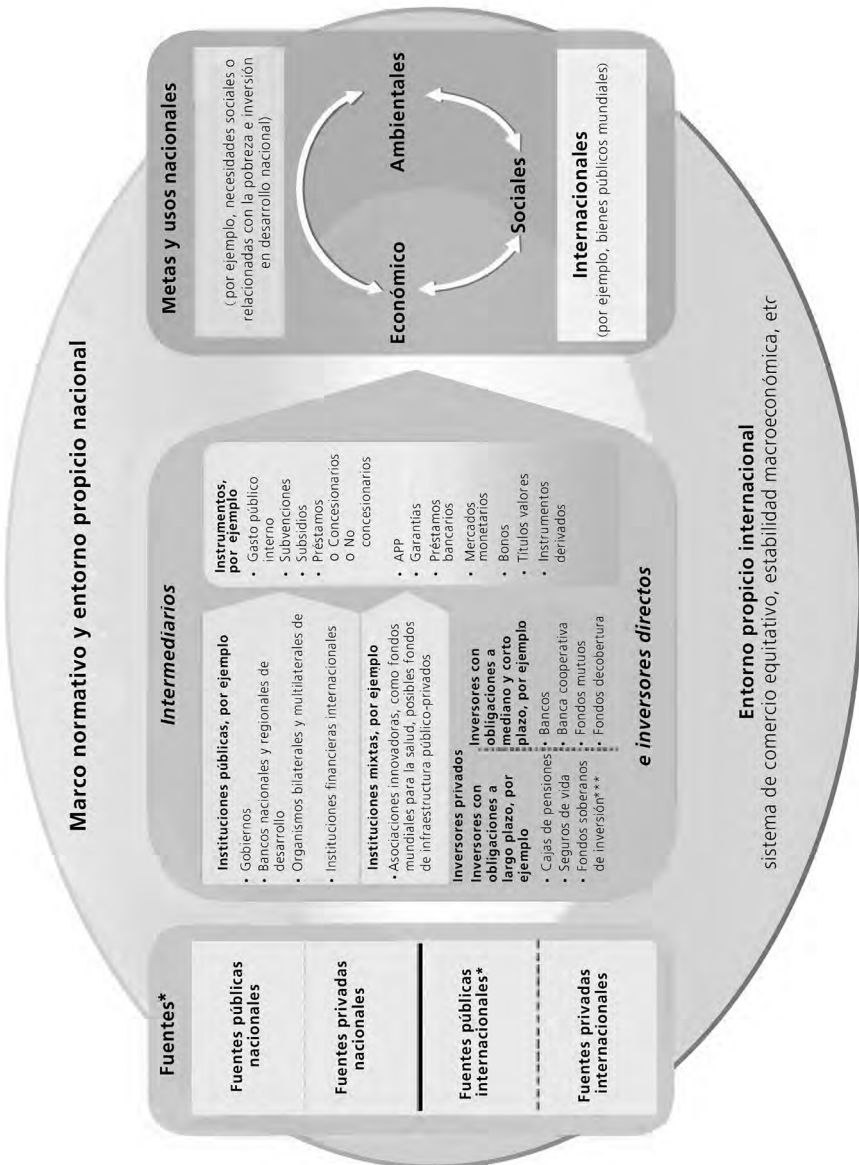 Marco normativo y entorno propicio nacional
Fuentes*
Fuentes públicas
nacionales
Fuentes privadas
nacionales
Fuentes públicas
internacionales*
Fuentes privadas
internacionales
Intermediarios
Instituciones públicas, por ejemplo
• Gobiernos
• Bancos nacionales y regionales de
desarrollo
• Organismos bilaterales y multilaterales de
• Instituciones financieras internacionales
Instituciones mixtas, por ejemplo
• Asociaciones innovadoras, como fondos
mundiales para la salud, posibles fondos
de infraestructura público-privados
Inversores privados
Inversores con
obligaciones a
largo plazo, por
ejemplo
• Cajas de pensiones
• Seguros de vida
• Fondos soberanos
de inversión***
Inversores con
obligaciones a
mediano y corto
plazo, por ejemplo
• Bancos
• Banca cooperativa
• Fondos mutuos
• Fondos decobertura
e inversores directos
Instrumentos,
por ejemplo
• Gasto público
interno
• Subvenciones
• Subsidios
• Préstamos
o Concesionarios
o No
concesionarios
• APP
• Garantías
• Préstamos
bancarios
• Mercados
monetarios
• Bonos
• Títulos valores
• Instrumentos
derivados
Metas y usos nacionales
( por ejemplo, necesidades sociales o
relacionadas con la pobreza e inversión
en desarrollo nacional)
Económico
Ambientales
Sociales
Internacionales
(por ejemplo, bienes públicos mundiales)
Entorno propicio internacional
sistema de comercio equitativo, estabilidad macroeconómica, etc